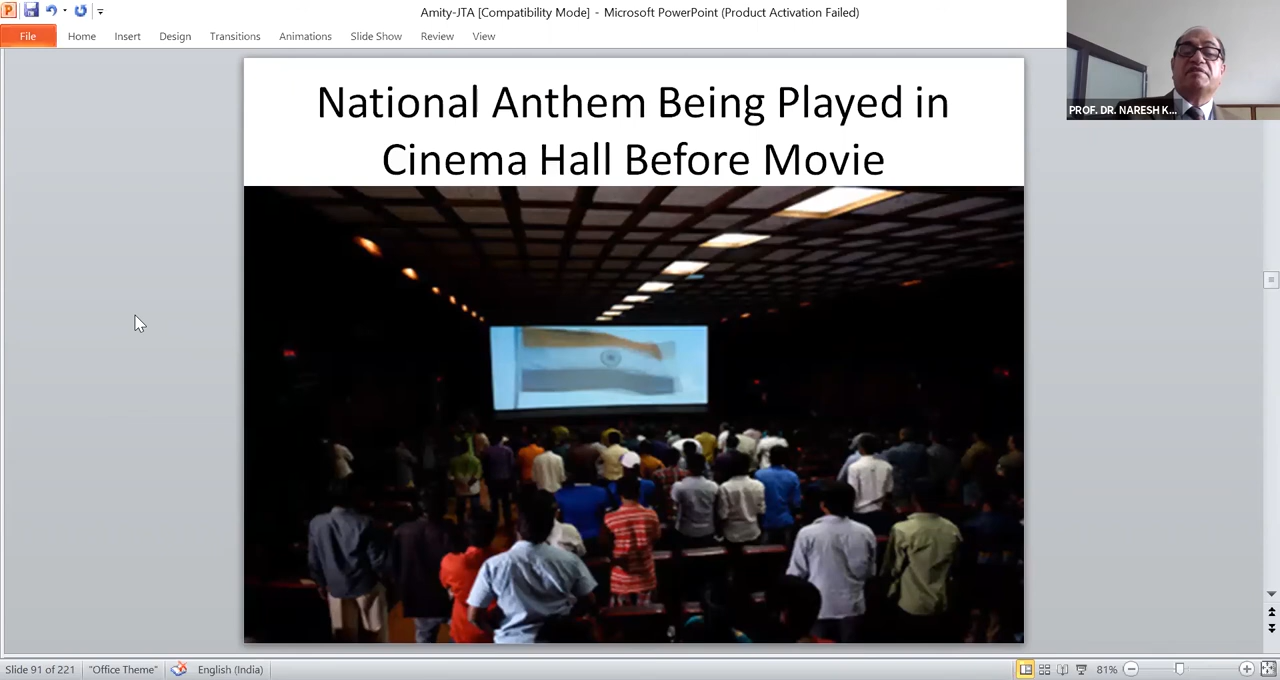 Amity-JTA [Compatibility Mode] - Microsoft PowerPoint (Product Activation Failed)
File Home Insert Design Transitions Animations Slide Show Review View
PROF. DR. NARESH K...
National Anthem Being Played in
Cinema Hall Before Movie
Slide 91 of 221 "Office Theme" English (India) 81%